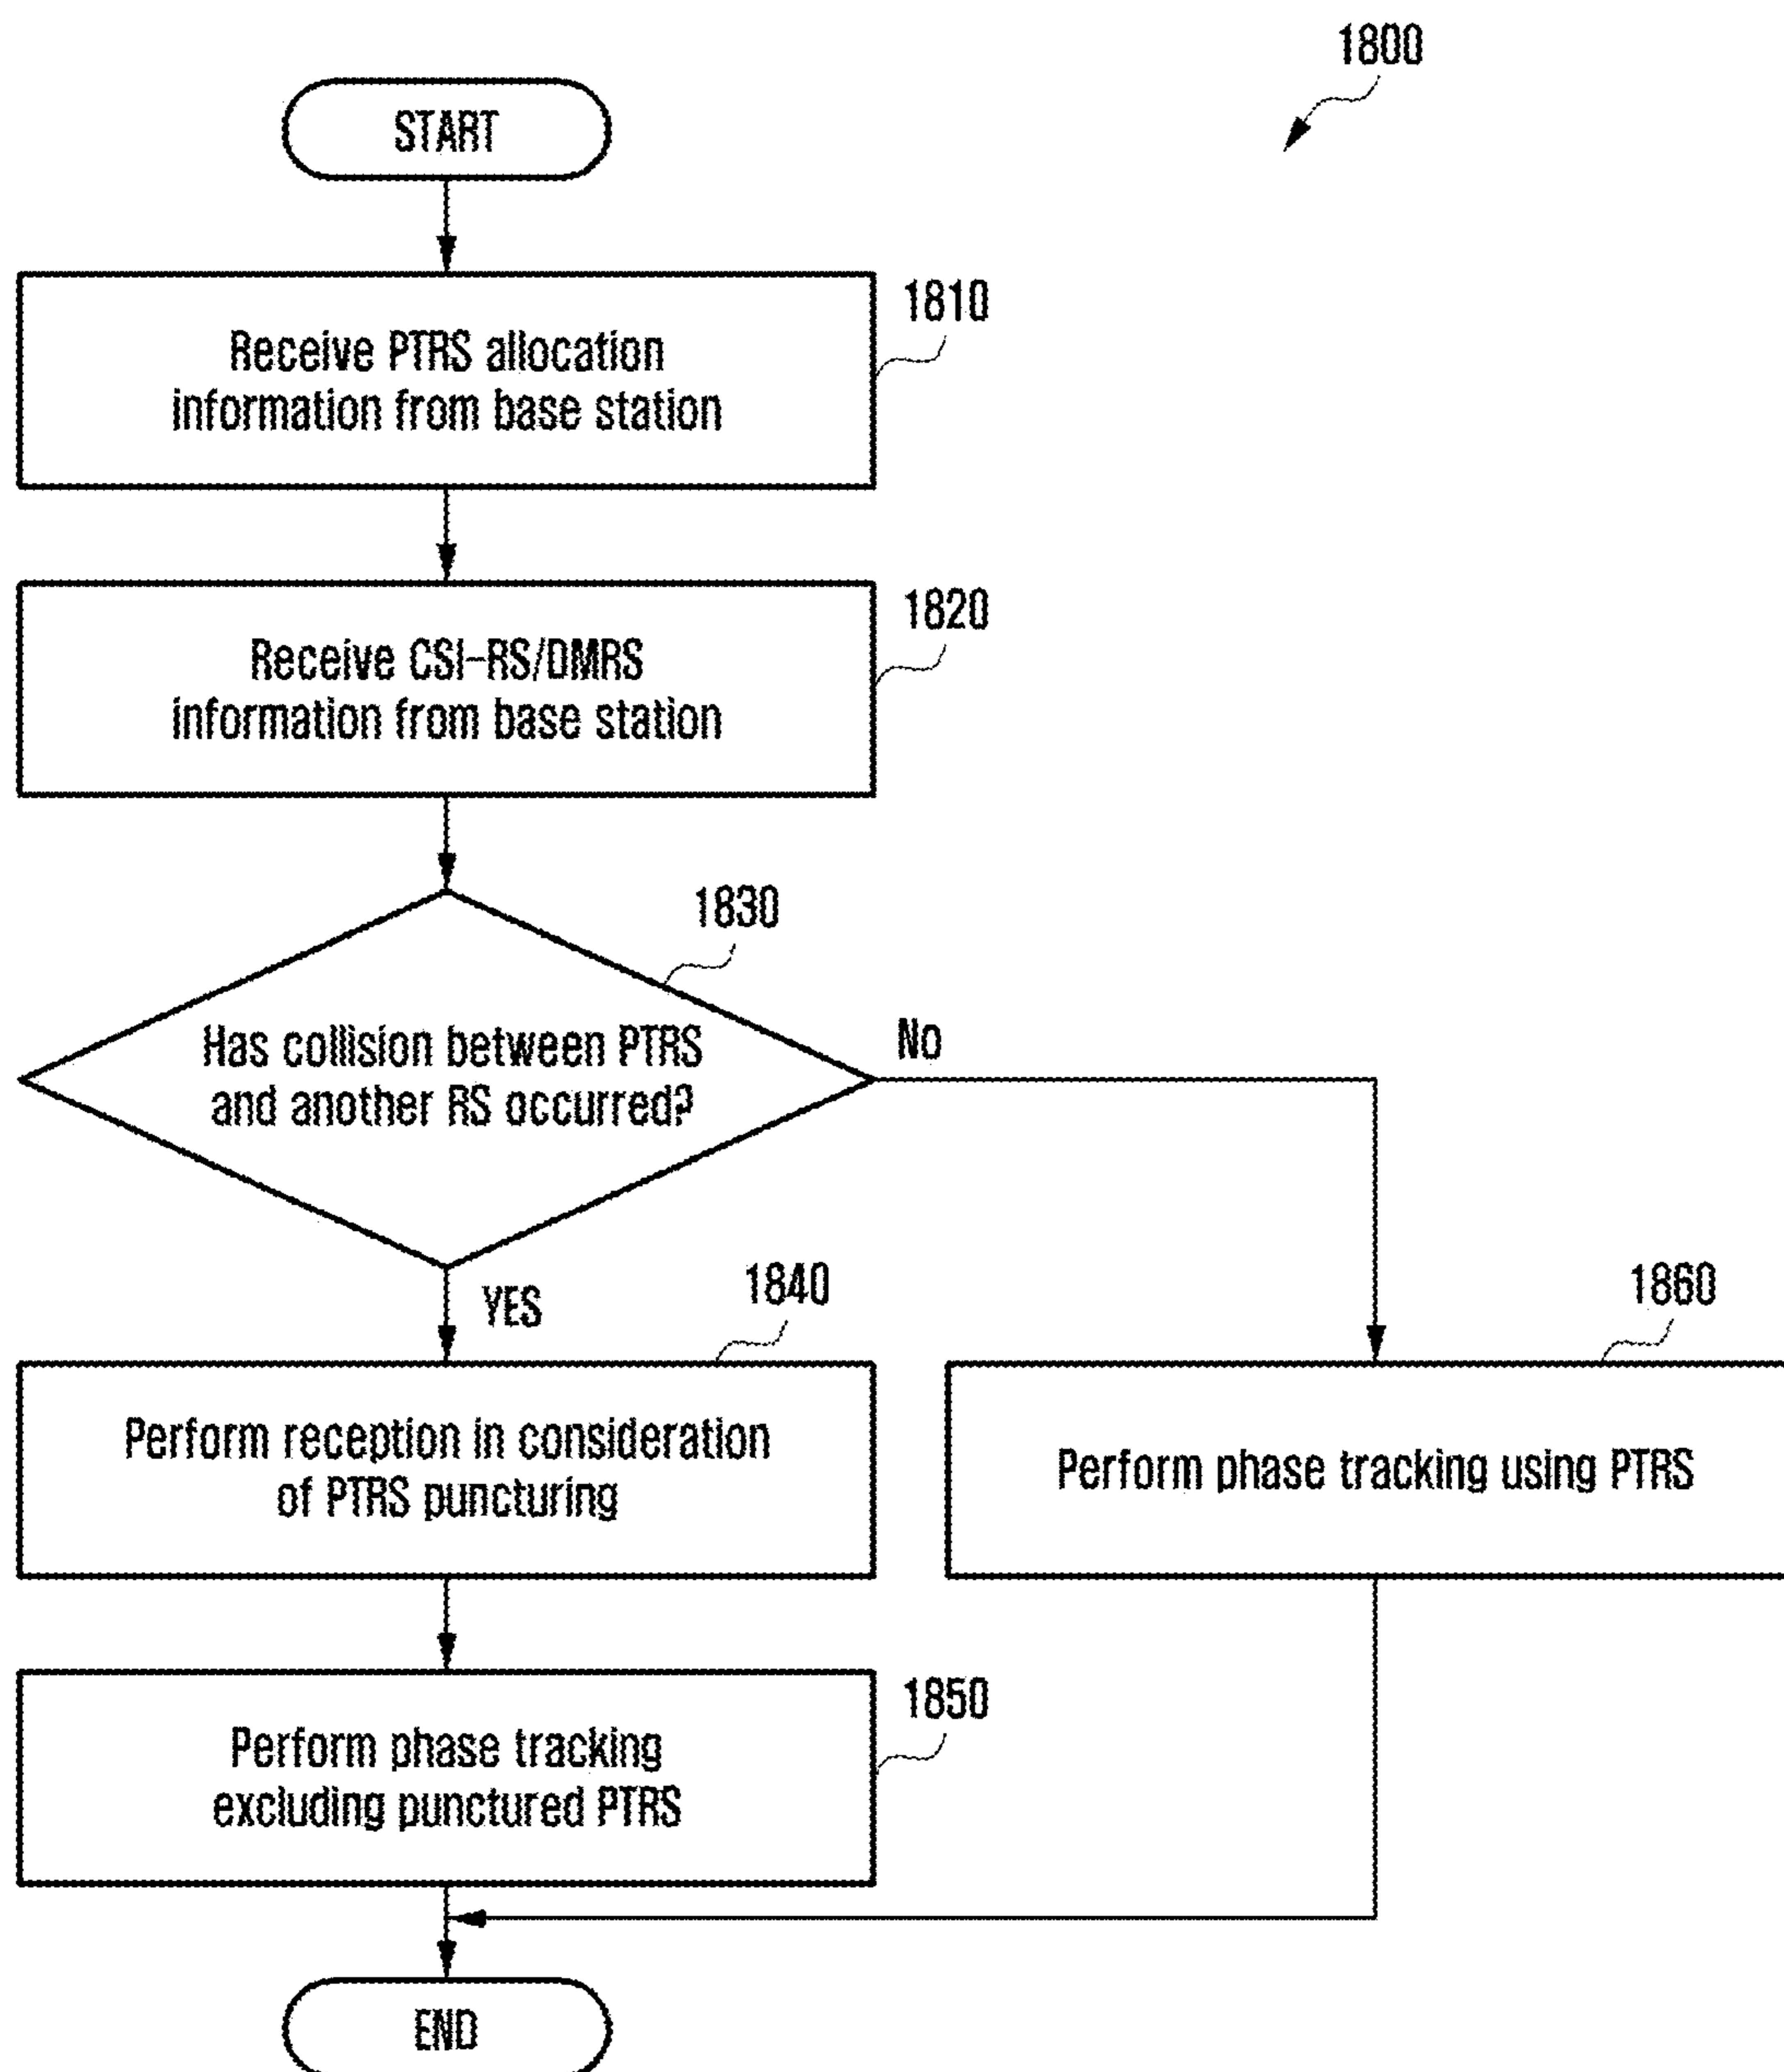 1800
START
1810
Receive PTRS allocation
information from base station
1820
Receive CSI-RS/DMRS
information from base station
1830
Has collision between PTRS
and another RS occurred?
No
YES
1840
1860
Perform reception in consideration
of PTRS puncturing
Perform phase tracking using PTRS
1850
Perform phase tracking
excluding punctured PTRS
END